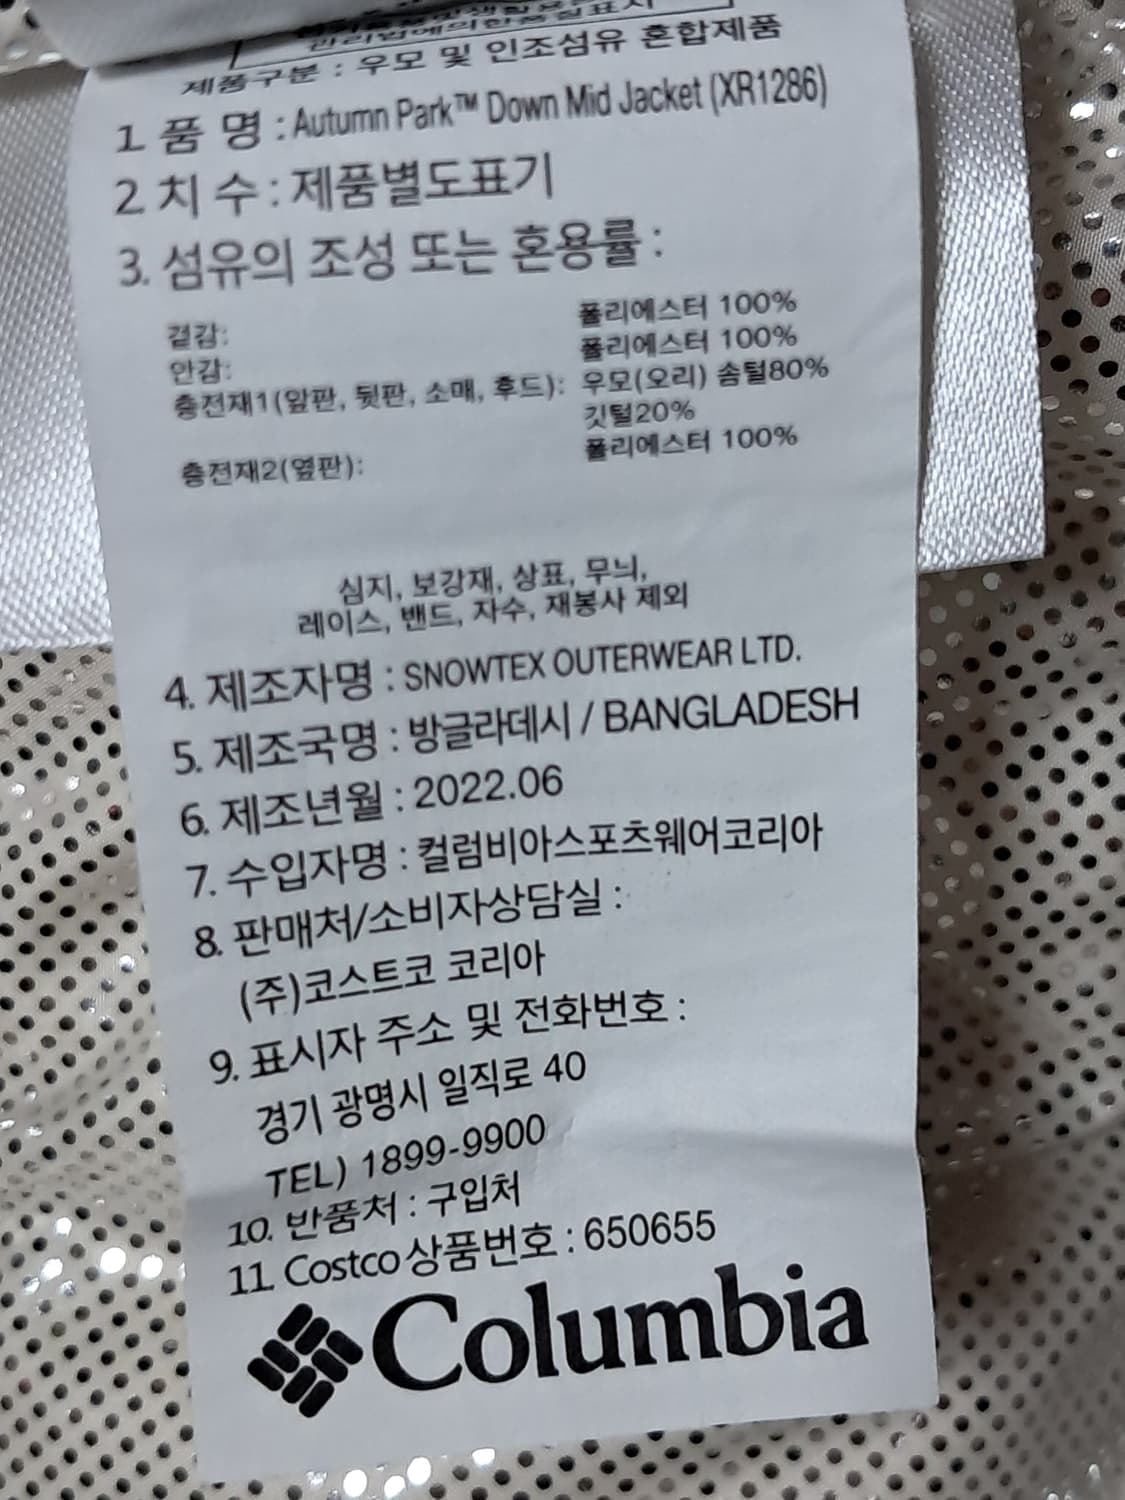 관리법에의한품질표시
제품구분 : 우모 및 인조섬유 혼합제품
1. 품 명 : Autumn Park™ Down Mid Jacket (XR1286)
2. 치 수 : 제품별도표기
3. 섬유의 조성 또는 혼용률 :
겉감: 폴리에스터 100%
안감: 폴리에스터 100%
충전재1(앞판, 뒷판, 소매, 후드): 우모(오리) 솜털80%
깃털20%
충전재2(옆판): 폴리에스터 100%
심지, 보강재, 상표, 무늬,
레이스, 밴드, 자수, 재봉사 제외
4. 제조자명 : SNOWTEX OUTERWEAR LTD.
5. 제조국명 : 방글라데시 / BANGLADESH
6. 제조년월 : 2022.06
7. 수입자명 : 컬럼비아스포츠웨어코리아
8. 판매처/소비자상담실 :
(주)코스트코 코리아
9. 표시자 주소 및 전화번호 :
경기 광명시 일직로 40
TEL) 1899-9900
10. 반품처 : 구입처
11. Costco 상품번호 : 650655
Columbia